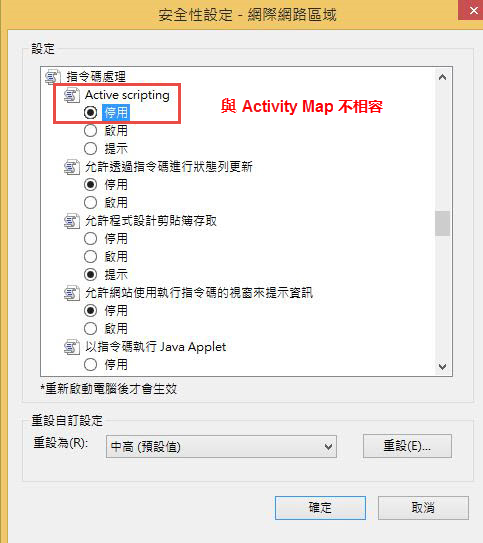 安全性設定 - 網際網路區域
設定
指令碼處理
Active scripting
停用
與 Activity Map 不相容
啟用
提示
允許透過指令碼進行狀態列更新
停用
啟用
允許程式設計剪貼簿存取
停用
啟用
提示
允許網站使用執行指令碼的視窗來提示資訊
停用
啟用
以指令碼執行 Java Applet
停用
*重新啟動電腦後才會生效
重設自訂設定
重設為(R):
中高 (預設值)
重設(E)...
確定
取消